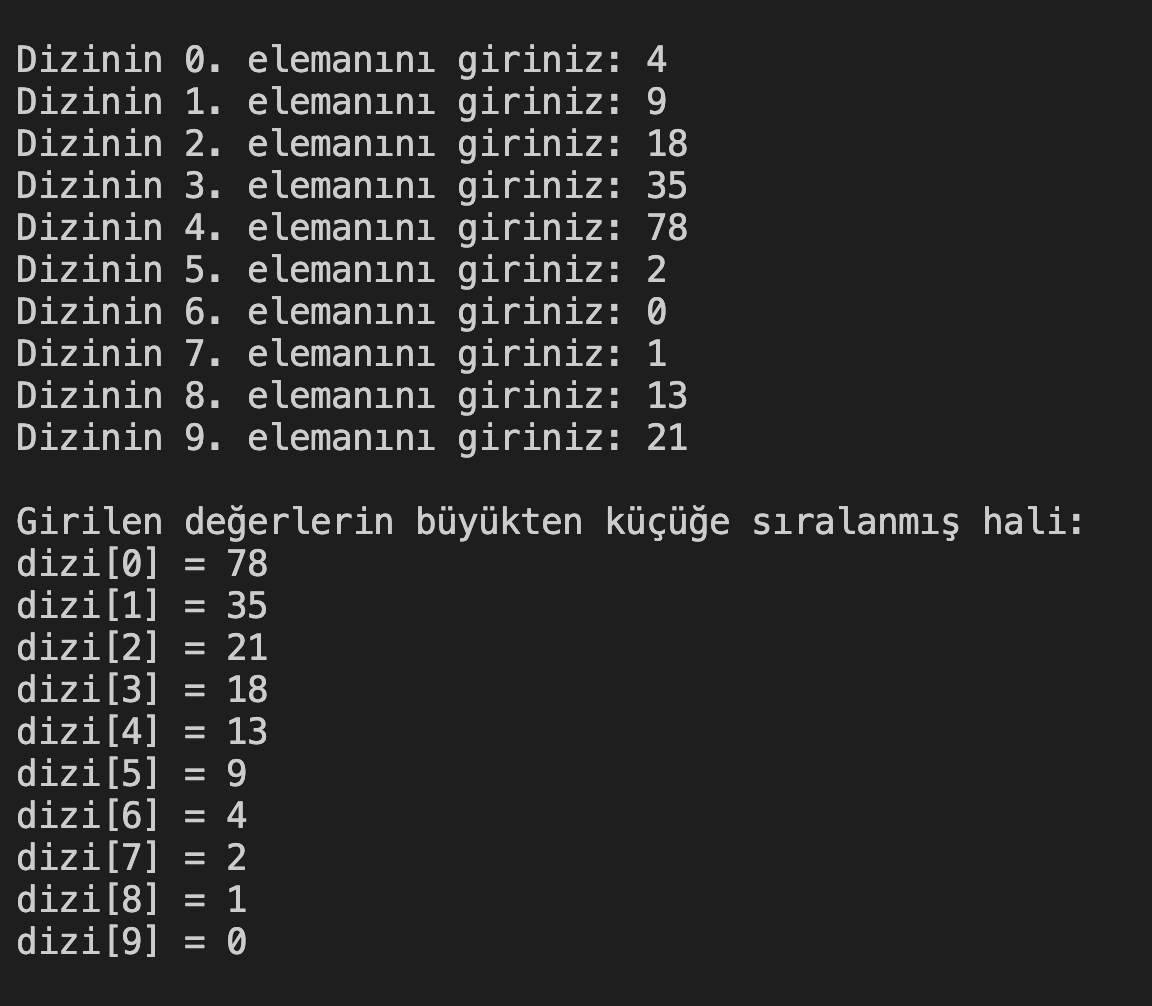 Dizinin 0. elemanını giriniz: 4
Dizinin 1. elemanını giriniz: 9
Dizinin 2. elemanını giriniz: 18
Dizinin 3. elemanını giriniz: 35
Dizinin 4. elemanını giriniz: 78
Dizinin 5. elemanını giriniz: 2
Dizinin 6. elemanını giriniz: 0
Dizinin 7. elemanını giriniz: 1
Dizinin 8. elemanını giriniz: 13
Dizinin 9. elemanını giriniz: 21
Girilen değerlerin büyükten küçüğe sıralanmış hali:
dizi[0] = 78
dizi[1] = 35
dizi[2] = 21
dizi[3] = 18
dizi[4] = 13
dizi[5] = 9
dizi[6] = 4
dizi[7] = 2
dizi[8] = 1
dizi[9] = 0